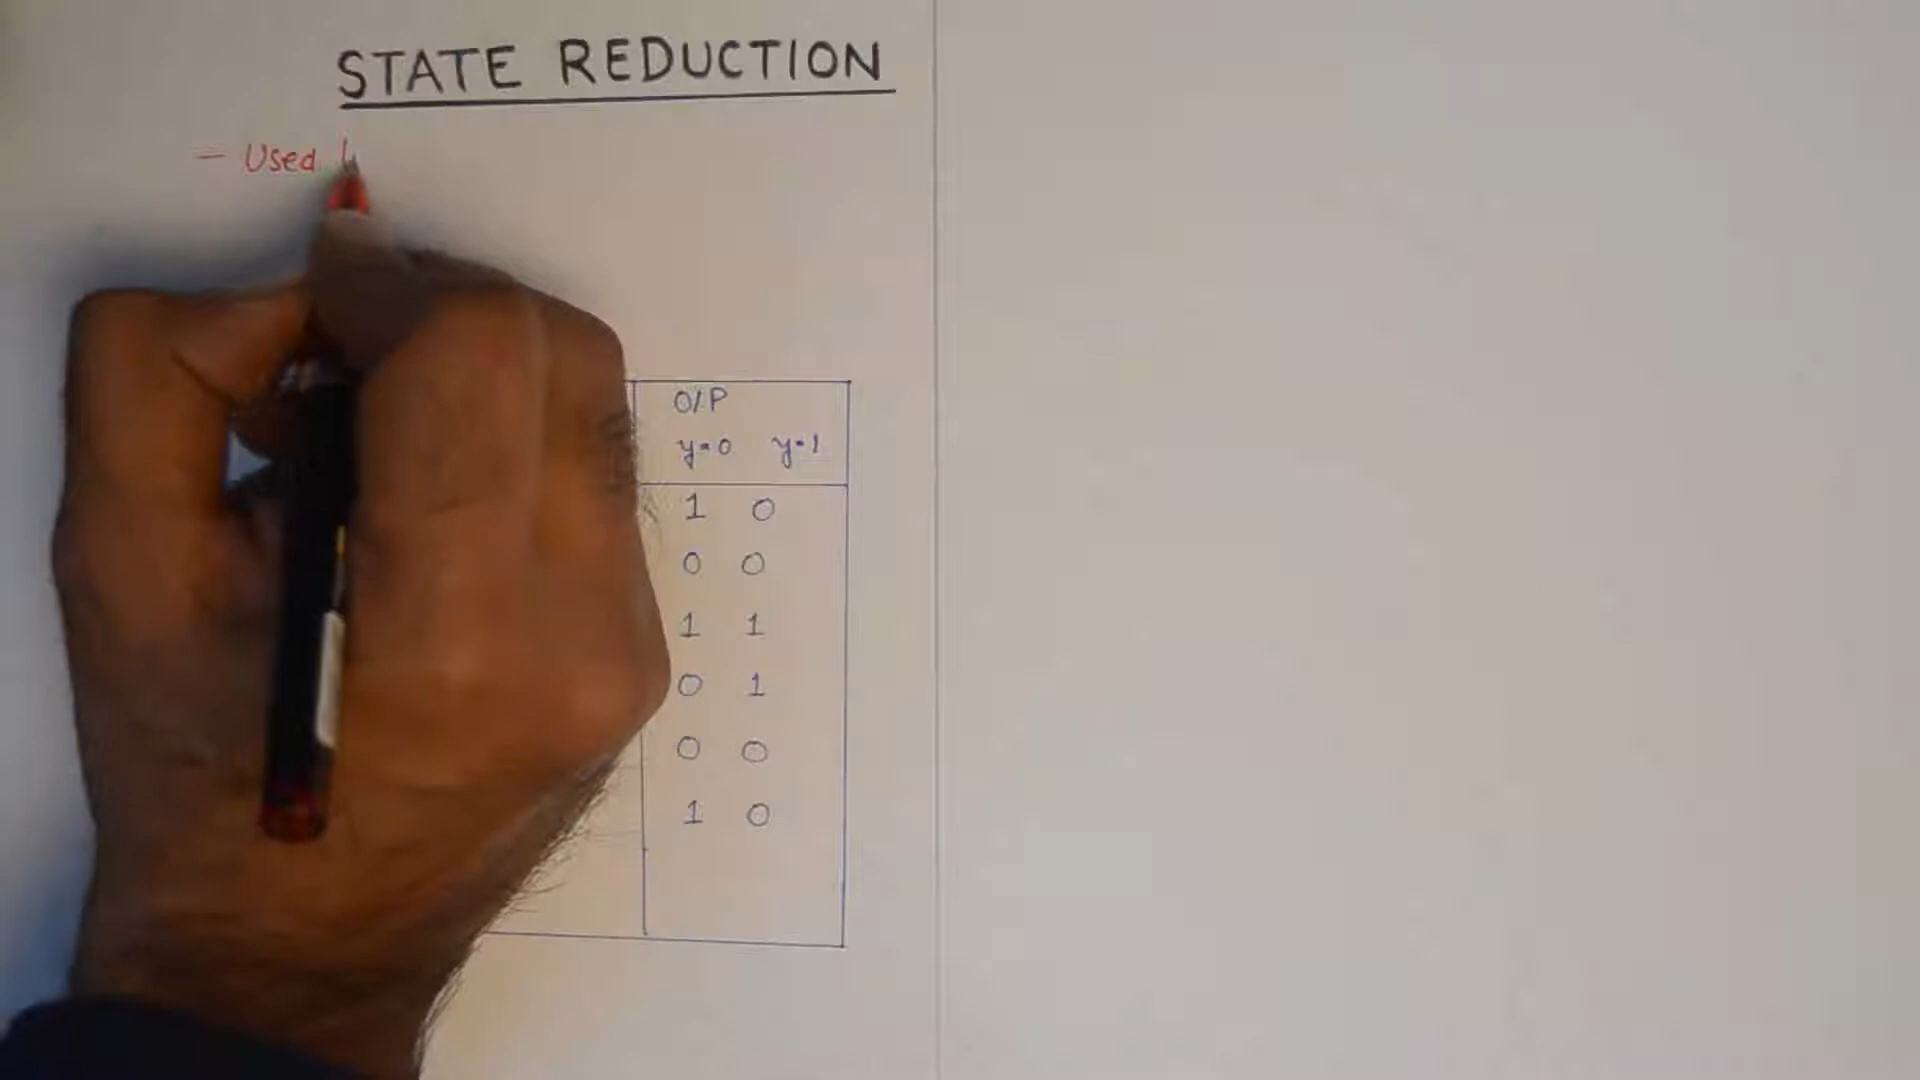 STATE REDUCTION
– Used
O/P
y=0 y=1
1 0
0 0
1 1
0 1
0 0
1 0